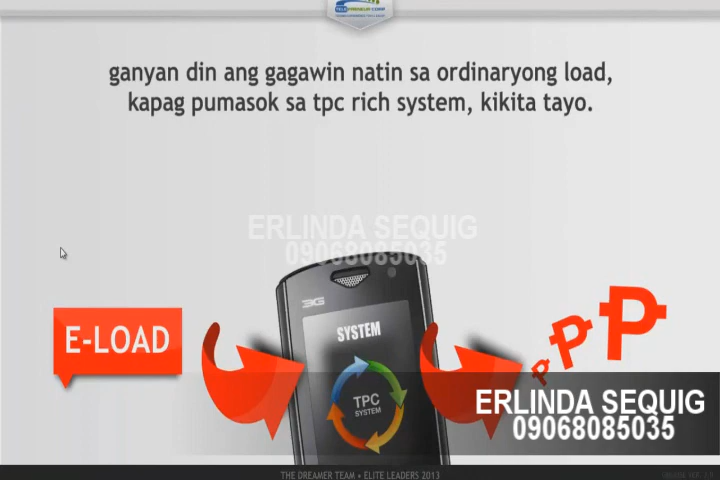 ganyan din ang gagawin natin sa ordinaryong load,
kapag pumasok sa tpc rich system, kikita tayo.
ERLINDA SEQUIG
09068085035
3G
SYSTEM
E-LOAD
TPC
SYSTEM
P P P
ERLINDA SEQUIG
09068085035
THE DREAMER TEAM • ELITE LEADERS 2013